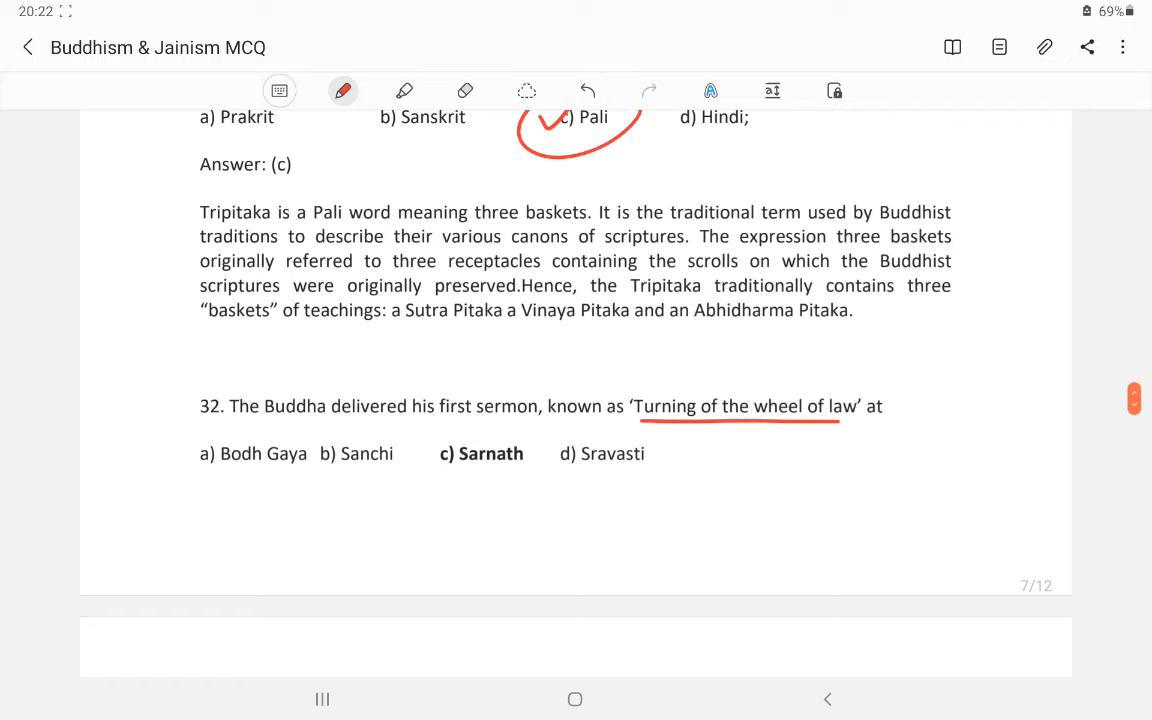 20:22 69%
Buddhism & Jainism MCQ
a) Prakrit b) Sanskrit c) Pali d) Hindi;
Answer: (c)
Tripitaka is a Pali word meaning three baskets. It is the traditional term used by Buddhist
traditions to describe their various canons of scriptures. The expression three baskets
originally referred to three receptacles containing the scrolls on which the Buddhist
scriptures were originally preserved.Hence, the Tripitaka traditionally contains three
“baskets” of teachings: a Sutra Pitaka a Vinaya Pitaka and an Abhidharma Pitaka.
32. The Buddha delivered his first sermon, known as ‘Turning of the wheel of law’ at
a) Bodh Gaya b) Sanchi c) Sarnath d) Sravasti
7/12